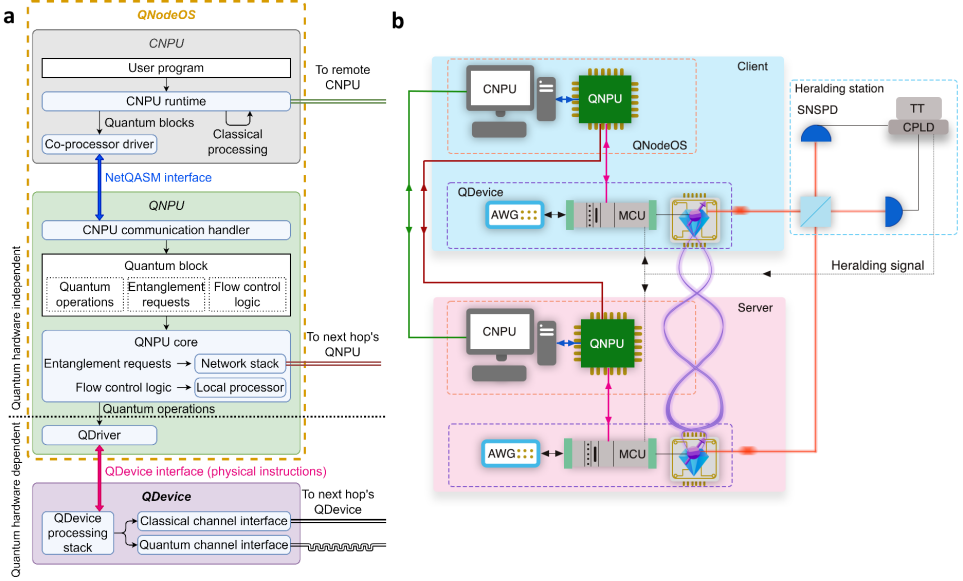 a
QNodeOS
CNPU
User program
CNPU runtime
To remote
CNPU
Quantum blocks
Classical
processing
Co-processor driver
NetQASM interface
QNPU
CNPU communication handler
Quantum block
Quantum
operations
Entanglement
requests
Flow control
logic
QNPU core
Entanglement requests
Network stack
To next hop's
QNPU
Flow control logic
Local processor
Quantum operations
QDriver
QDevice interface (physical instructions)
QDevice
QDevice
processing
stack
Classical channel interface
Quantum channel interface
To next hop's
QDevice
Quantum hardware independent
Quantum hardware dependent
b
Client
CNPU
QNPU
QNodeOS
QDevice
AWG
MCU
Heralding station
SNSPD
TT
CPLD
Heralding signal
Server
CNPU
QNPU
AWG
MCU